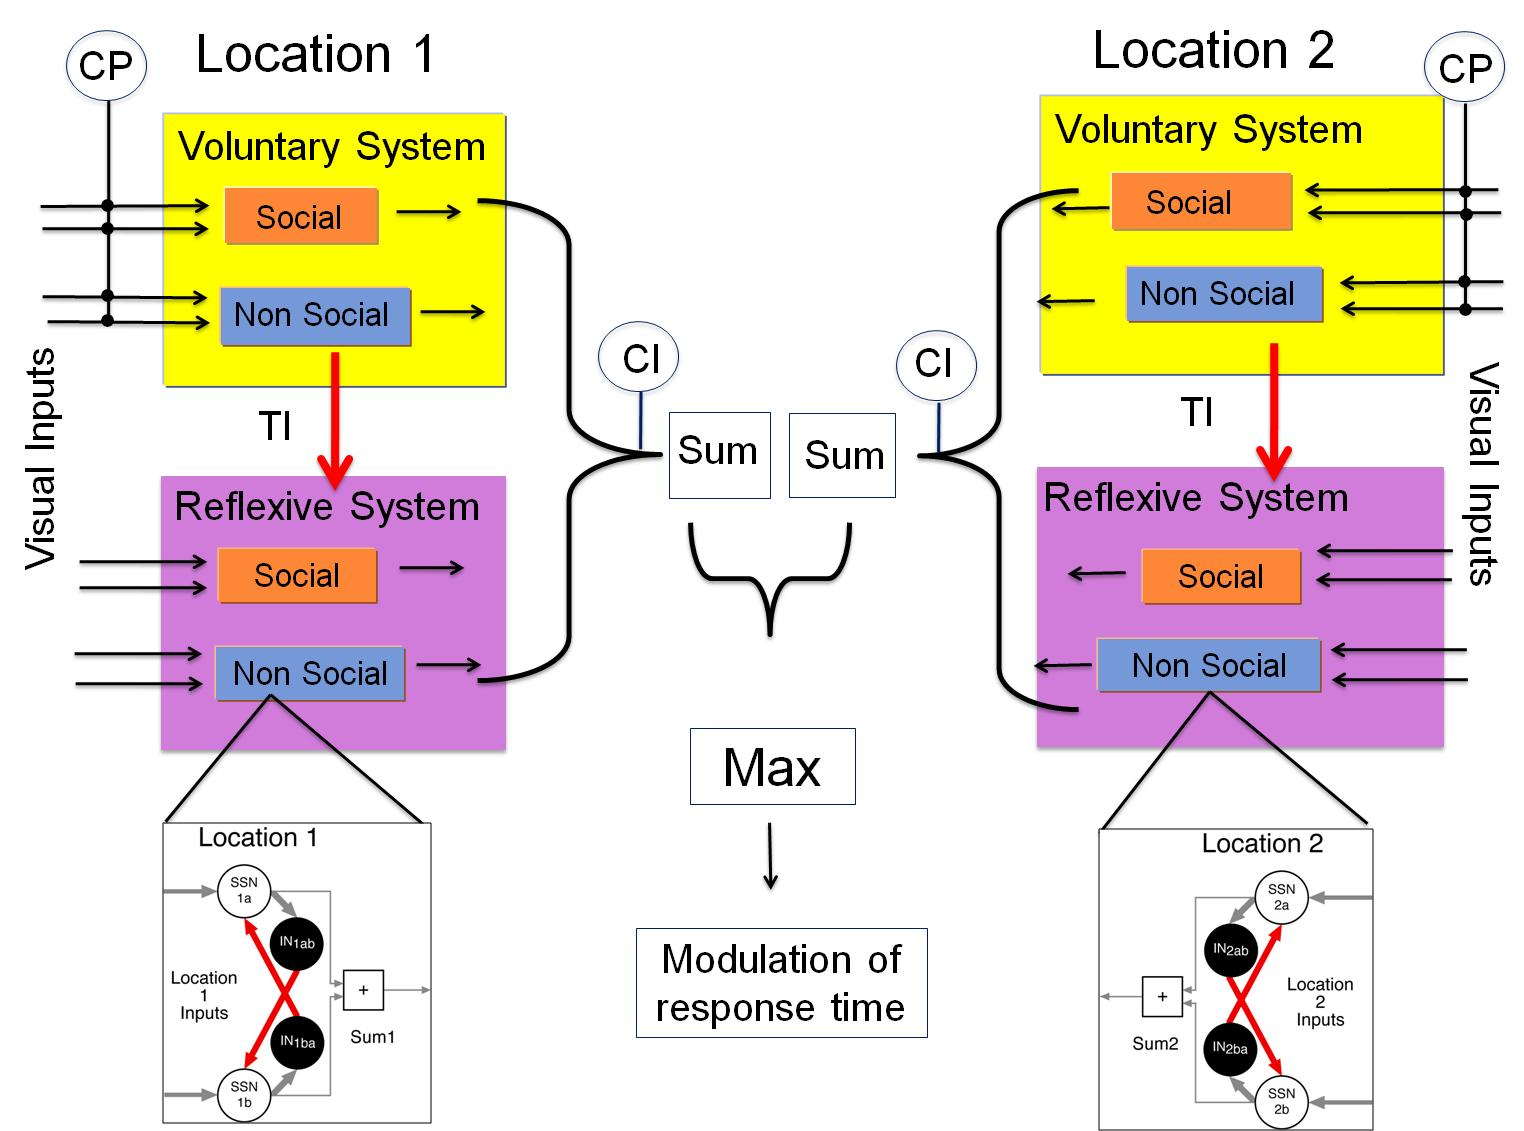 Location 1
Location 2
CP
CP
Voluntary System
Social
Non Social
Voluntary System
Social
Non Social
Visual Inputs
Visual Inputs
TI
TI
CI
CI
Sum
Sum
Reflexive System
Social
Non Social
Reflexive System
Social
Non Social
Max
Modulation of
response time
Location 1
SSN
1a
IN1ab
Location
1
Inputs
+
Sum1
IN1ba
SSN
1b
Location 2
SSN
2a
IN2ab
Location
2
Inputs
+
Sum2
IN2ba
SSN
2b